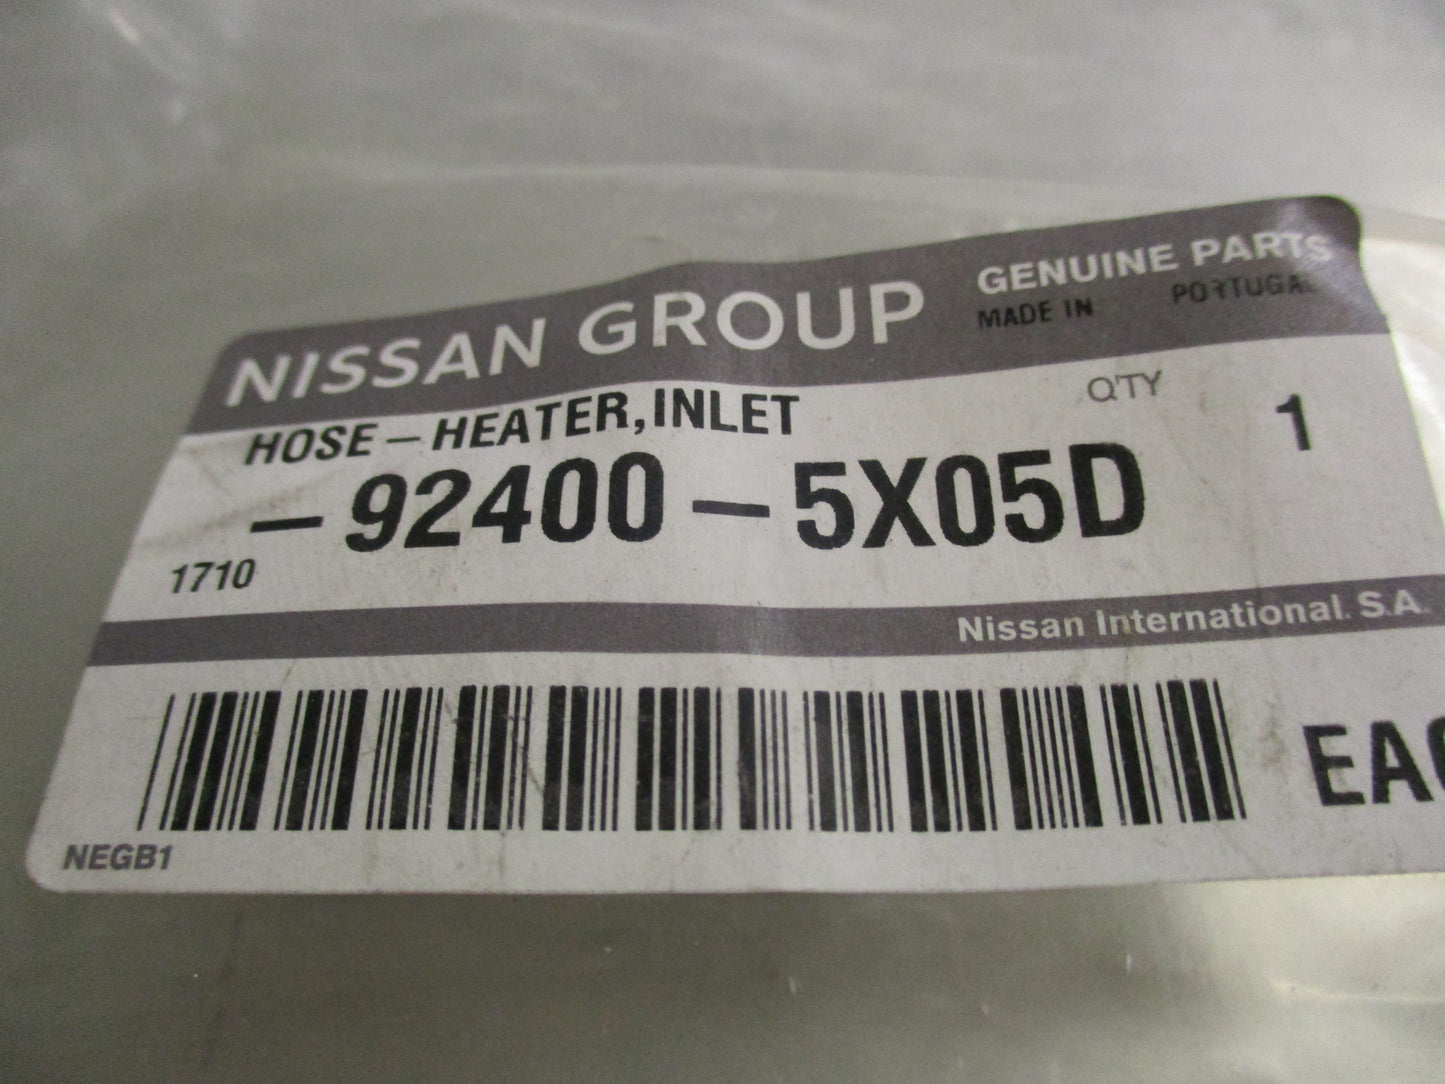 NISSAN GROUP
GENUINE PARTS
MADE IN PORTUGAL
HOSE-HEATER,INLET
Q'TY 1
-92400-5X05D
1710
Nissan International. S.A.
NEGB1